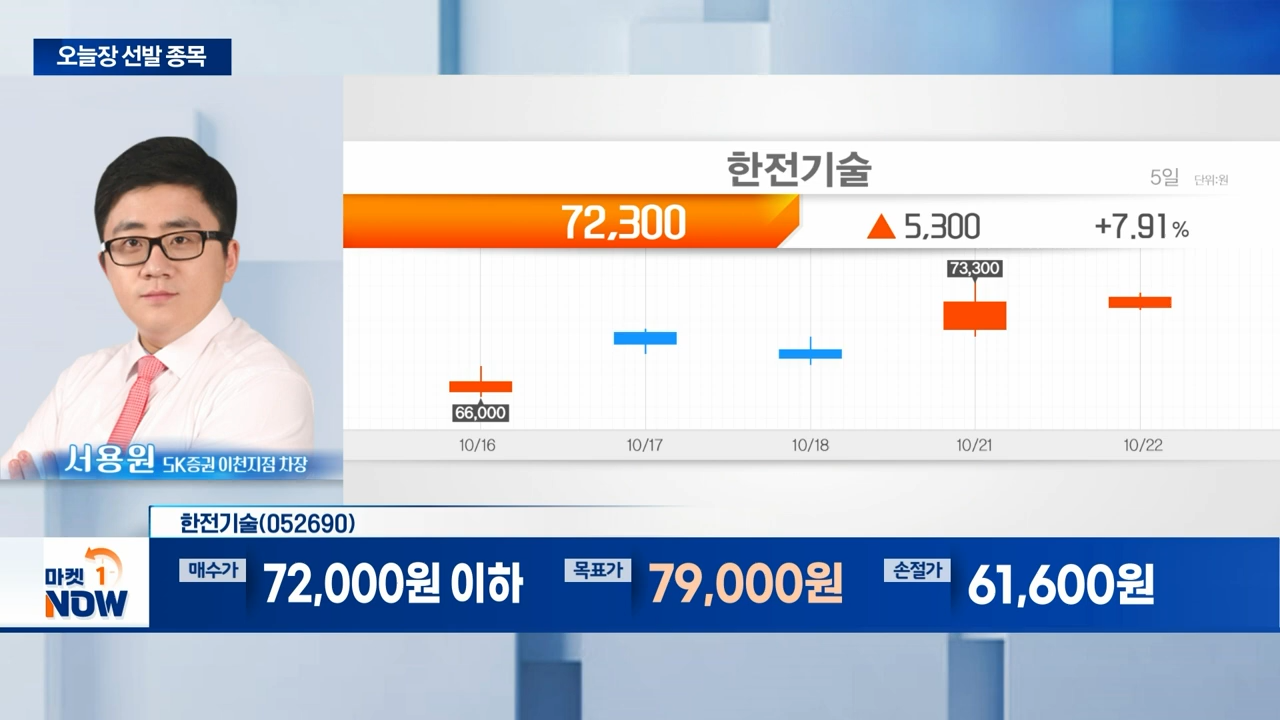 오늘장 선발 종목
한전기술
5일 단위:원
72,300 ▲ 5,300 +7.91%
73,300
66,000
10/16 10/17 10/18 10/21 10/22
서용원 SK증권 이천지점 차장
한전기술(052690)
마켓 1
NOW
매수가 72,000원 이하 목표가 79,000원 손절가 61,600원